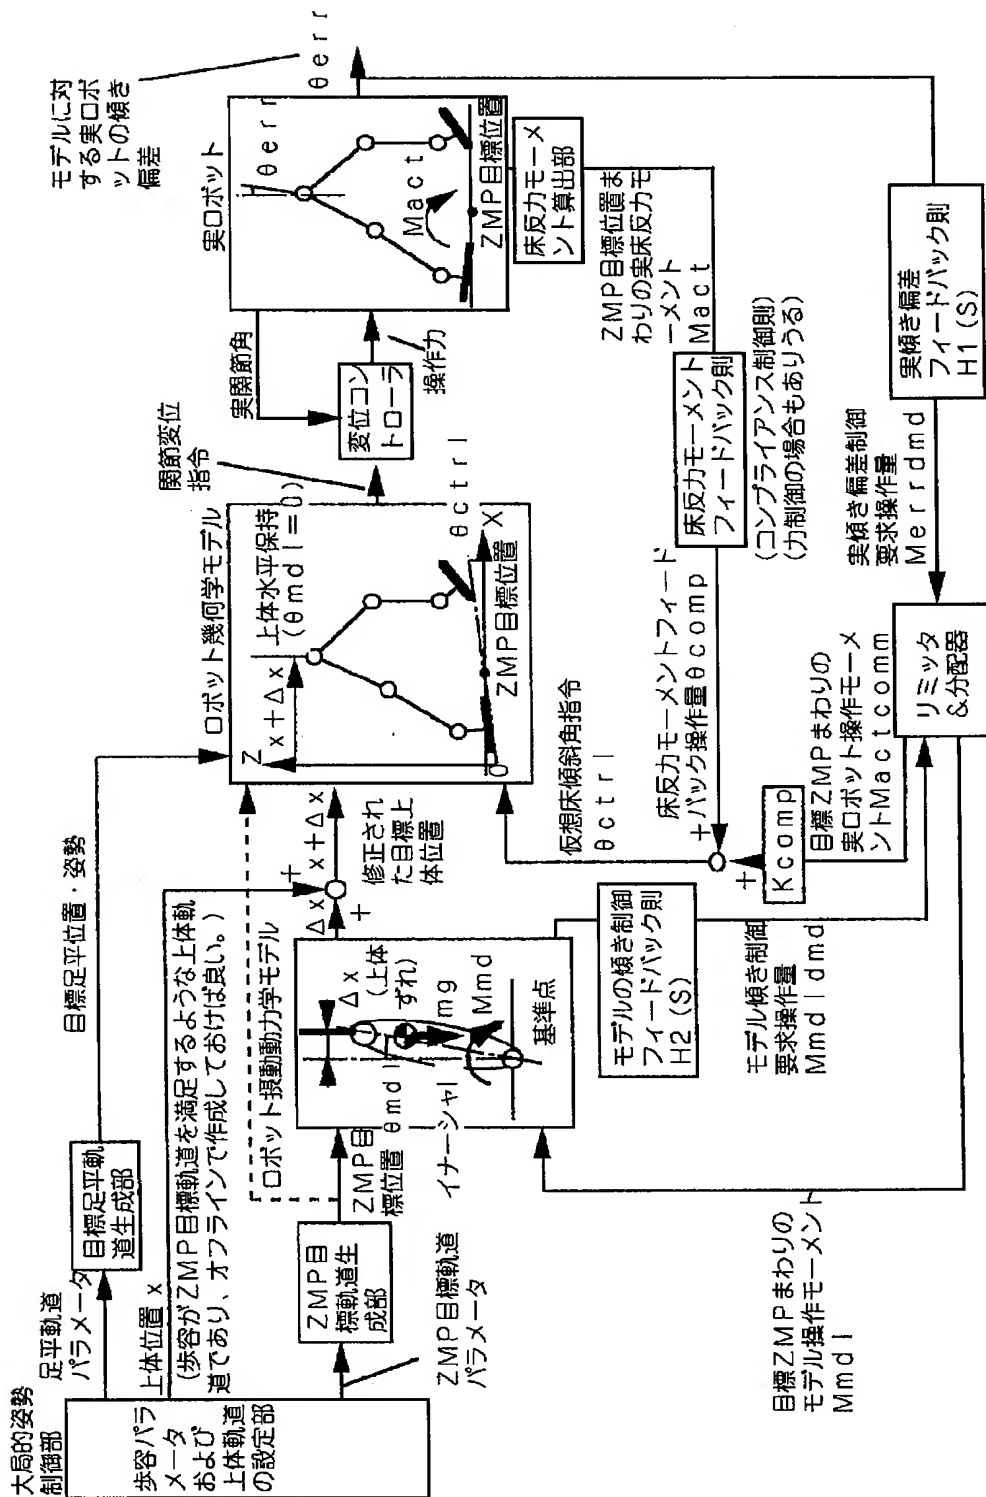 大局的姿勢
制御部
歩容パラ
メータ
および
上体軌道
の設定部
足平軌道
パラメータ
目標足平軌
道生成部
目標足平位置・姿勢
上体位置 x
(歩容がZMP目標軌道を満足するような上体軌
道であり、オフラインで作成しておけば良い。)
ZMP目標軌道
パラメータ
ZMP目
標軌道生
成部
ZMP目
標位置
ロボット摂動動力学モデル
Δx
(上体
ずれ)
mg
Mmd
θmdl
イナーシャI
基準点
Δx
+
+
x+Δx
修正され
た目標上
体位置
ロボット幾何学モデル
Z
x+Δx
上体水平保持
(θmdl=0)
θctrl
X
O
ZMP目標位置
関節変位
指令
変位コン
トローラ
実関節角
操作力
実ロボット
θerr
Mact
ZMP目標位置
モデルに対
する実ロボ
ットの傾き
偏差
θerr
床反力モーメ
ント算出部
ZMP目標位置ま
わりの実床反力モ
ーメント
Mact
床反力モーメント
フィードバック則
(コンプライアンス制御則)
(力制御の場合もありうる)
床反力モーメントフィード
バック操作量θcomp
+
+
仮想床傾斜角指令
θctrl
Kcomp
目標ZMPまわりの
実ロボット操作モーメ
ントMactcomm
実傾き偏差
フィードバック則
H1(S)
実傾き偏差制御
要求操作量
Merrdmd
リミッタ
&分配器
モデルの傾き制御
フィードバック則
H2(S)
モデル傾き制御
要求操作量
Mmdldmd
目標ZMPまわりの
モデル操作モーメント
Mmdl